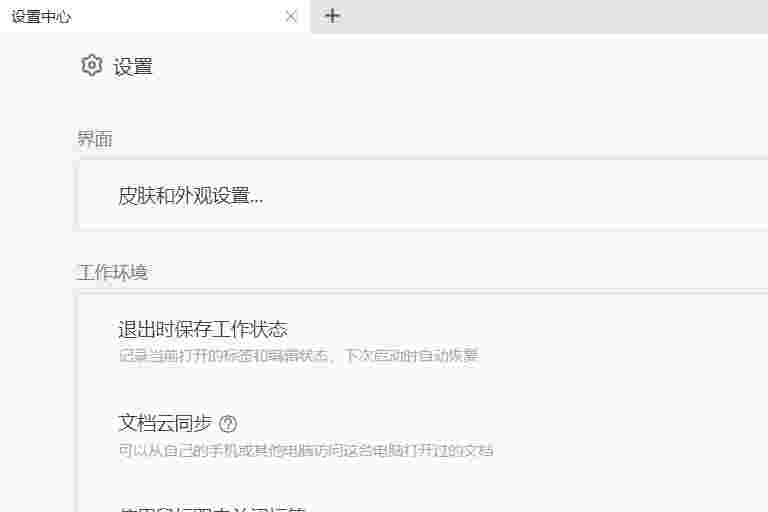 设置中心
设置
界面
皮肤和外观设置...
工作环境
退出时保存工作状态
记录当前打开的标签和编辑状态，下次启动时自动恢复
文档云同步
可以从自己的手机或其他电脑访问这台电脑打开过的文档